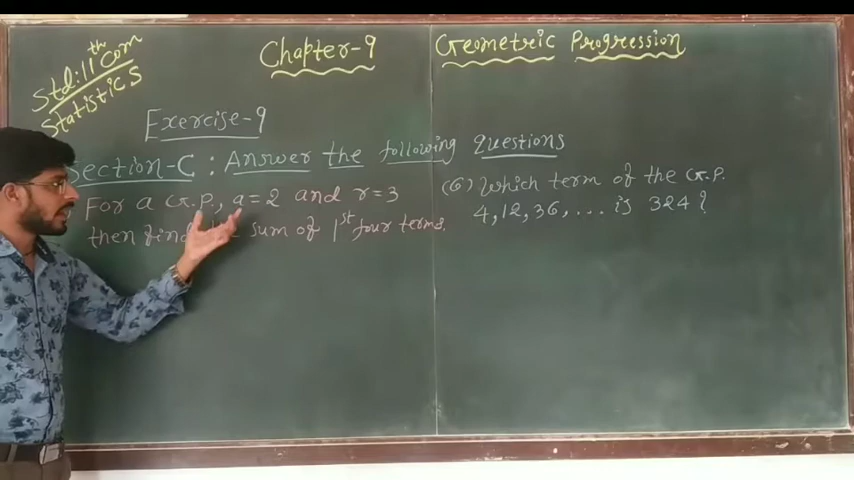 Std:11th Com
Statistics
Chapter-9
Geometric Progression
Exercise-9
Section-C : Answer the following Questions
For a G.P., a=2 and r=3
then find sum of 1st four terms.
(6) Which term of the G.P.
4, 12, 36, ... is 324?